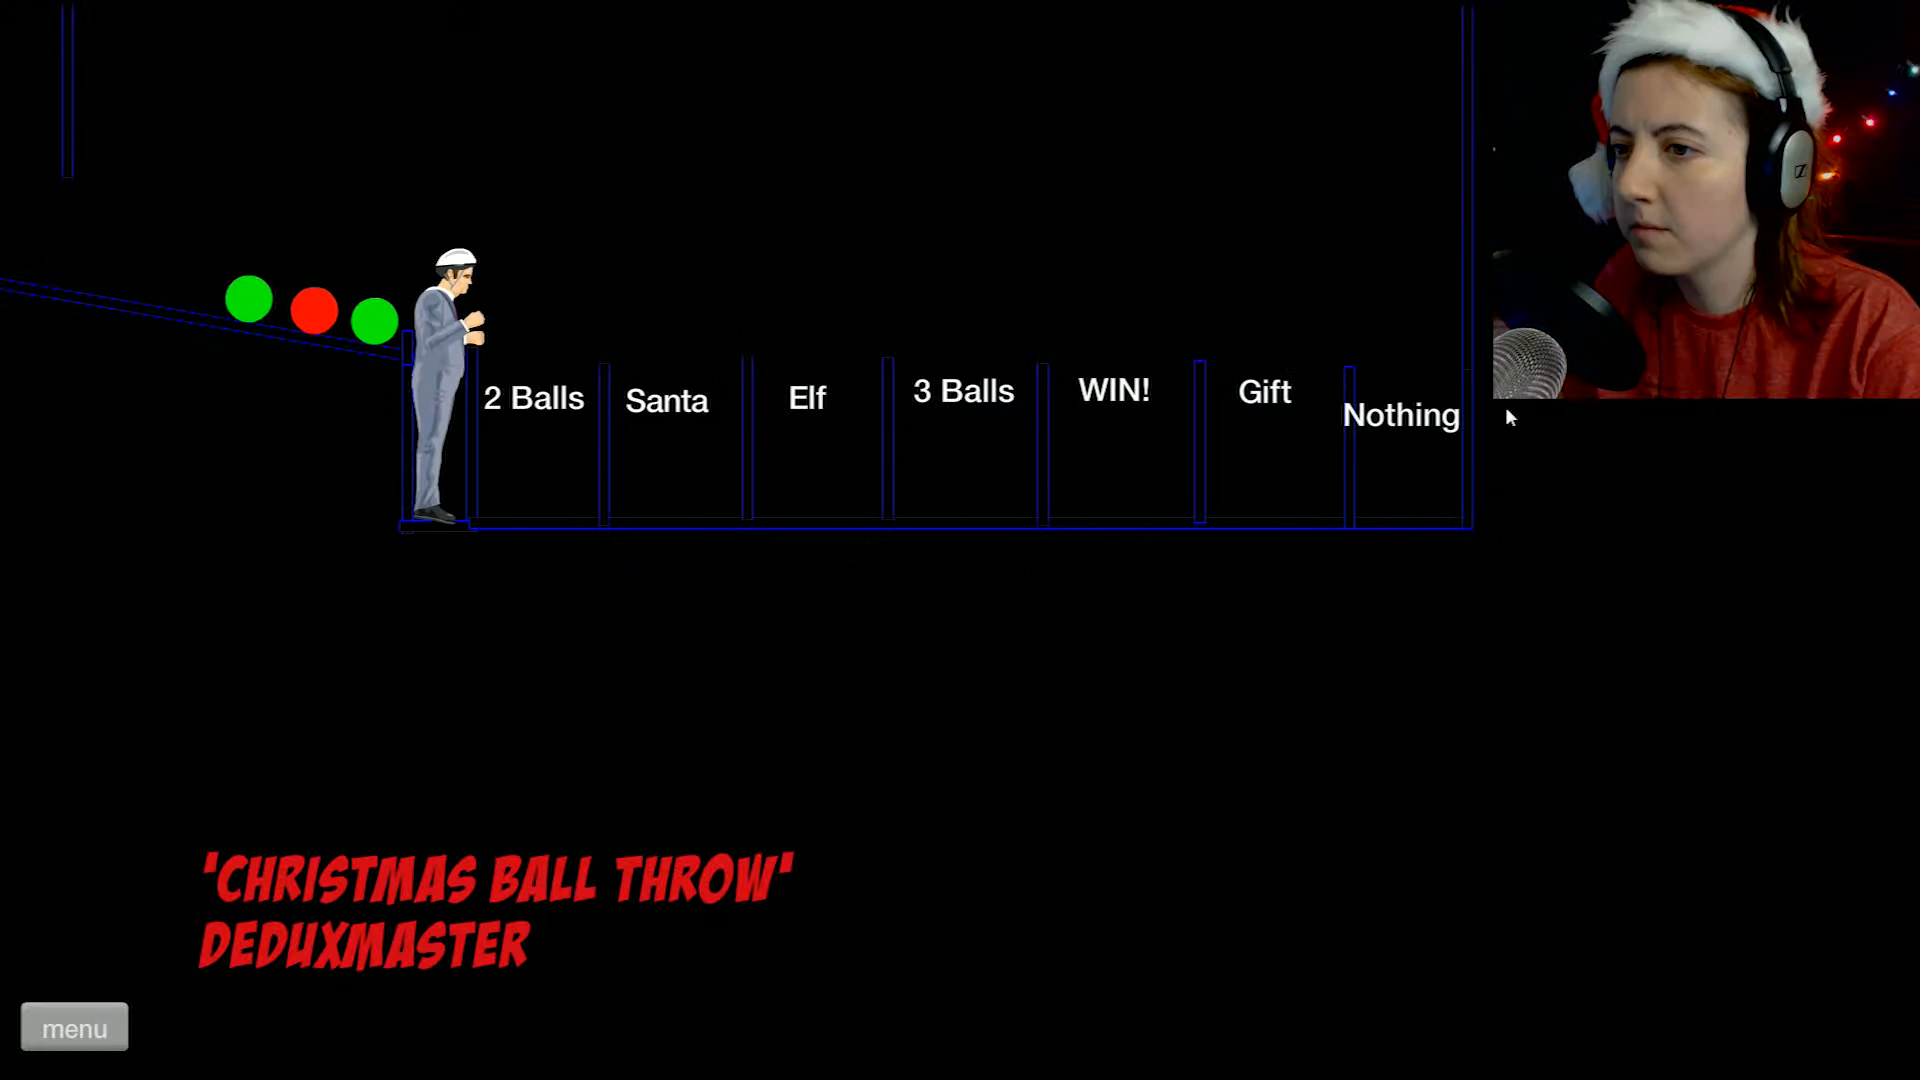 2 Balls
Santa
Elf
3 Balls
WIN!
Gift
Nothing
'CHRISTMAS BALL THROW'
DEDUXMASTER
menu